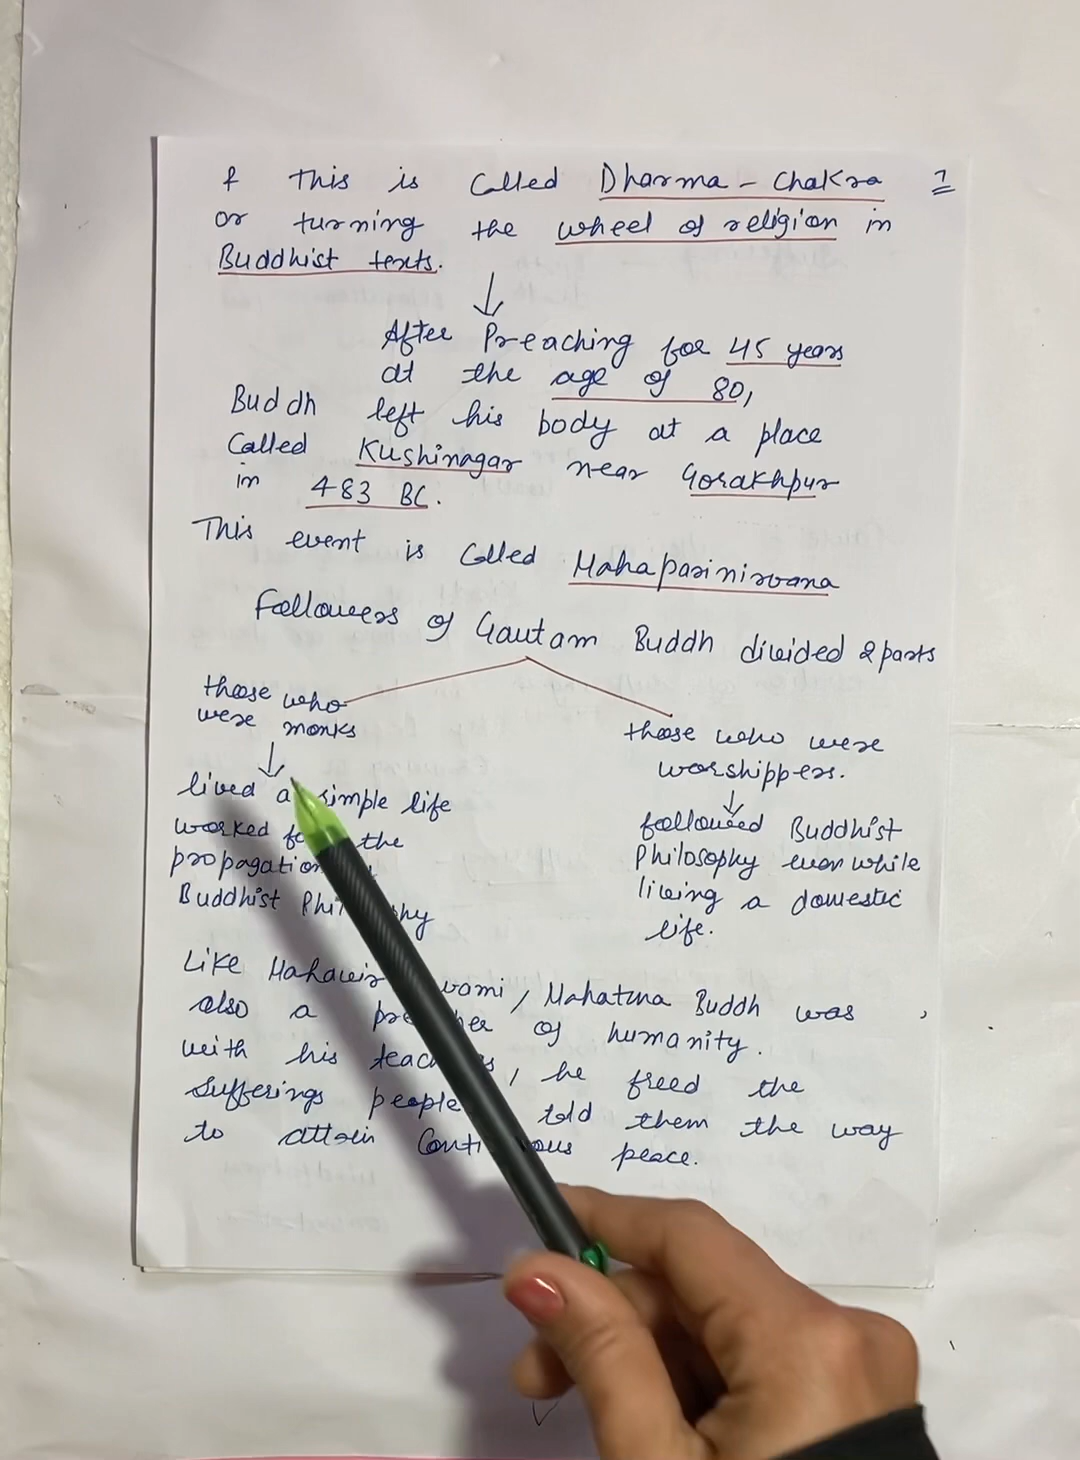 & This is Called Dharma - Chakra
or turning the wheel of religion in
Buddhist texts.
After Preaching for 45 years
at the age of 80,
Buddh left his body at a place
Called Kushinagar near Gorakhpur
in 483 BC.
This event is Called Mahaparinirvana
Followers of Gautam Buddh divided 2 parts
those who
were monks
lived a simple life
worked the
propagation
Buddhist
those who were
worshippers.
followed Buddhist
Philosophy even while
living a domestic
life.
Like Mahavir , Mahatma Buddh was
also a of humanity.
with his , he freed the
sufferings people told them the way
to attain peace.